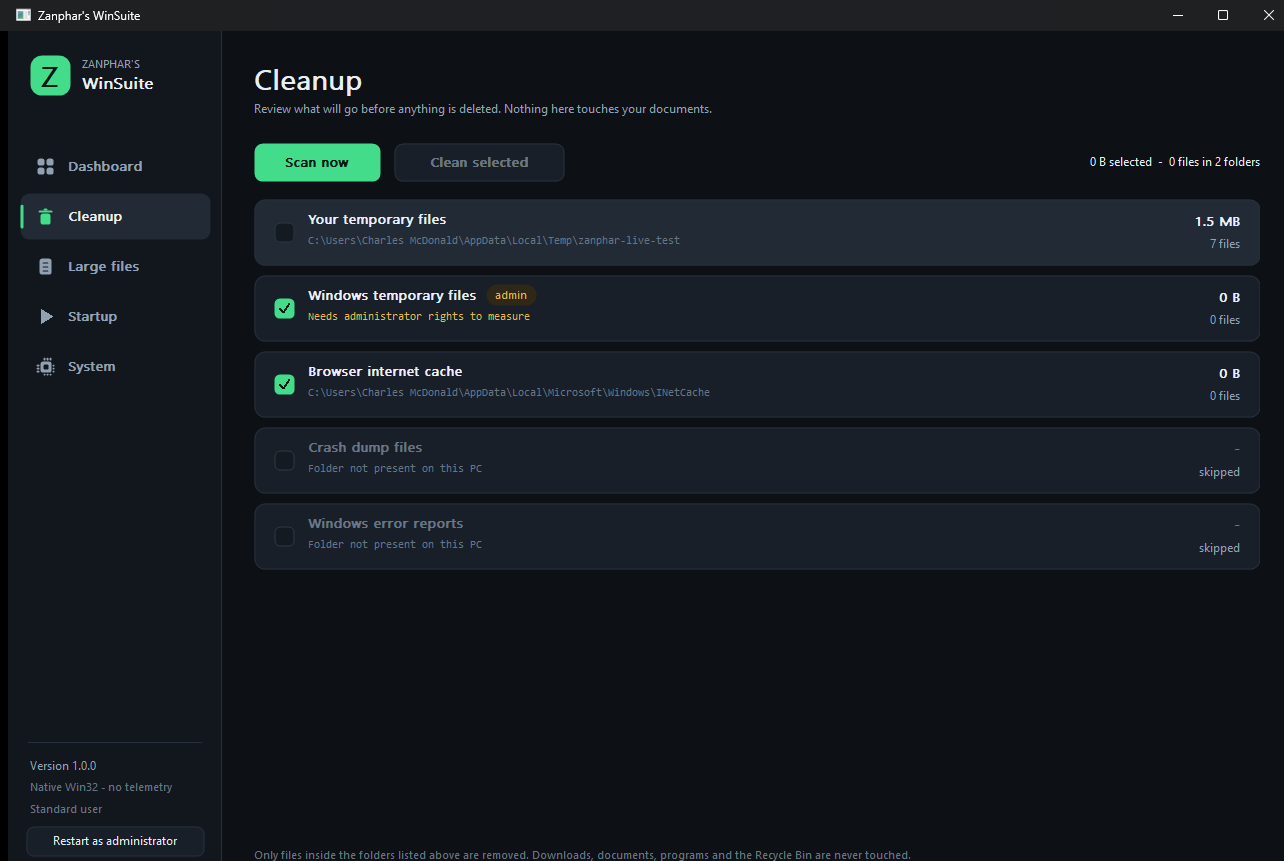 Zanphar's WinSuite
Z
ZANPHAR'S
WinSuite
Dashboard
Cleanup
Large files
Startup
System
Version 1.0.0
Native Win32 - no telemetry
Standard user
Restart as administrator
Cleanup
Review what will go before anything is deleted. Nothing here touches your documents.
Scan now
Clean selected
0 B selected - 0 files in 2 folders
Your temporary files
C:\Users\Charles McDonald\AppData\Local\Temp\zanphar-live-test
1.5 MB
7 files
Windows temporary files admin
Needs administrator rights to measure
0 B
0 files
Browser internet cache
C:\Users\Charles McDonald\AppData\Local\Microsoft\Windows\INetCache
0 B
0 files
Crash dump files
Folder not present on this PC
-
skipped
Windows error reports
Folder not present on this PC
-
skipped
Only files inside the folders listed above are removed. Downloads, documents, programs and the Recycle Bin are never touched.